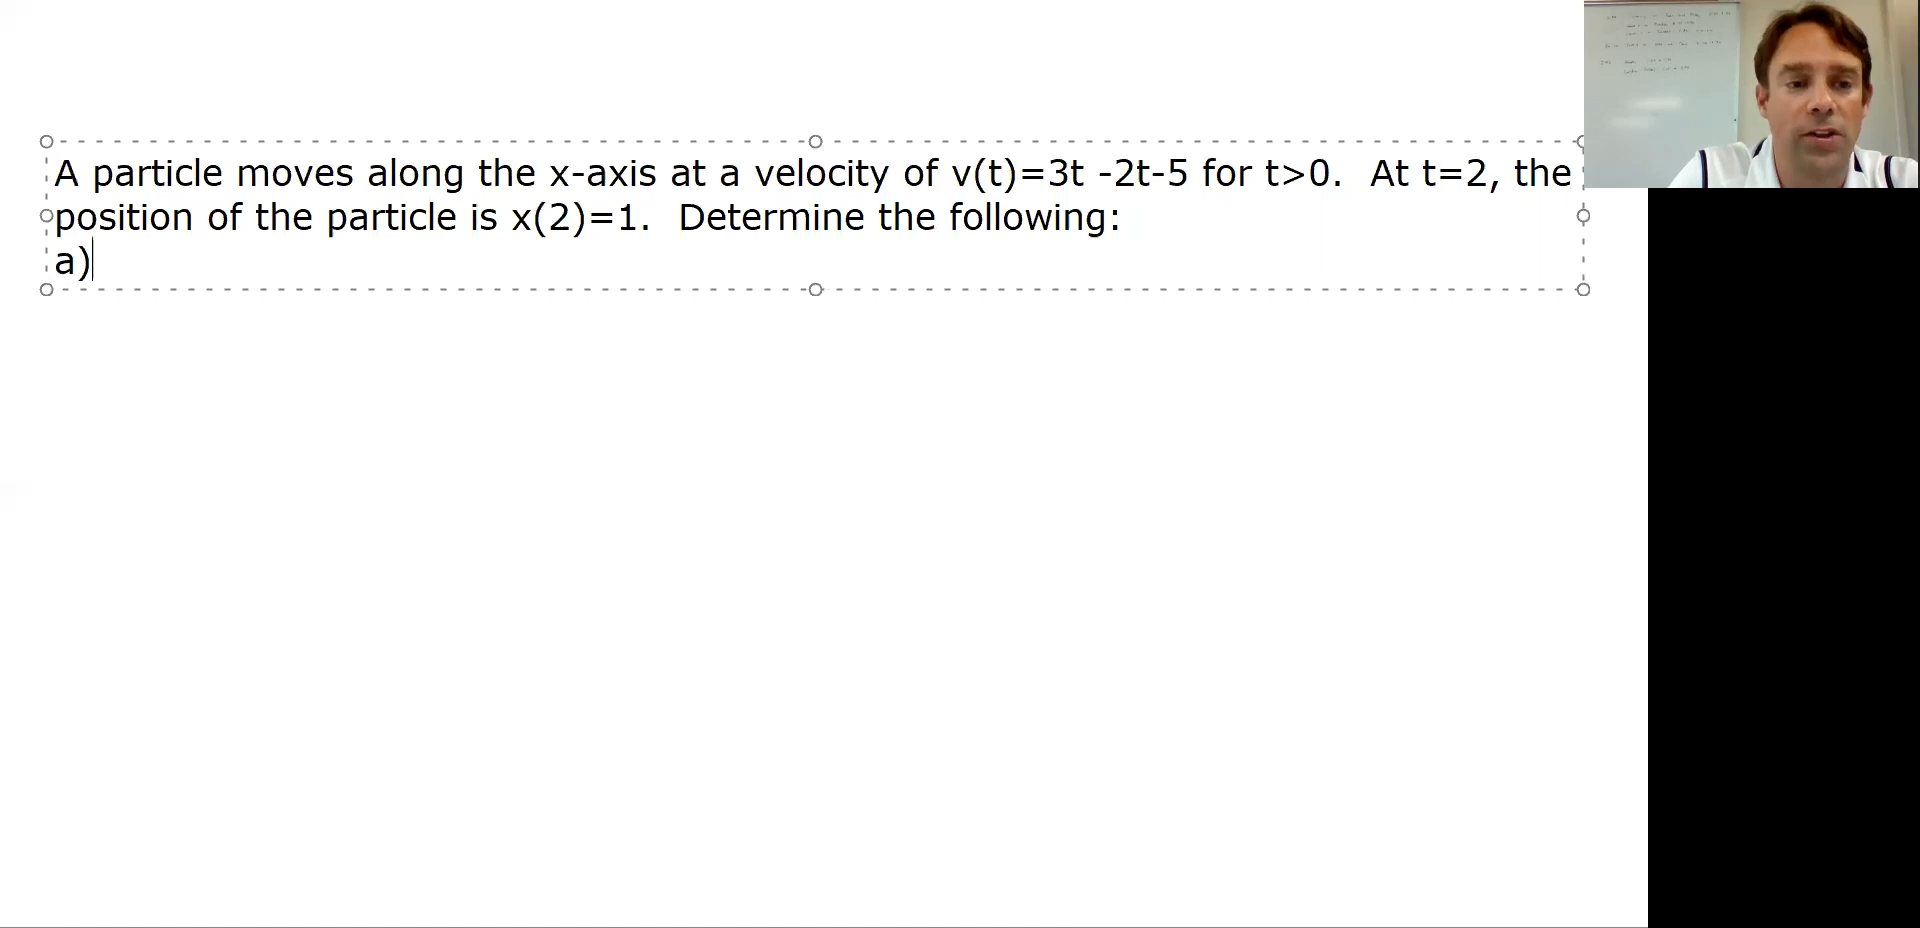 A particle moves along the x-axis at a velocity of v(t)=3t -2t-5 for t>0.  At t=2, the
position of the particle is x(2)=1.  Determine the following:
a)